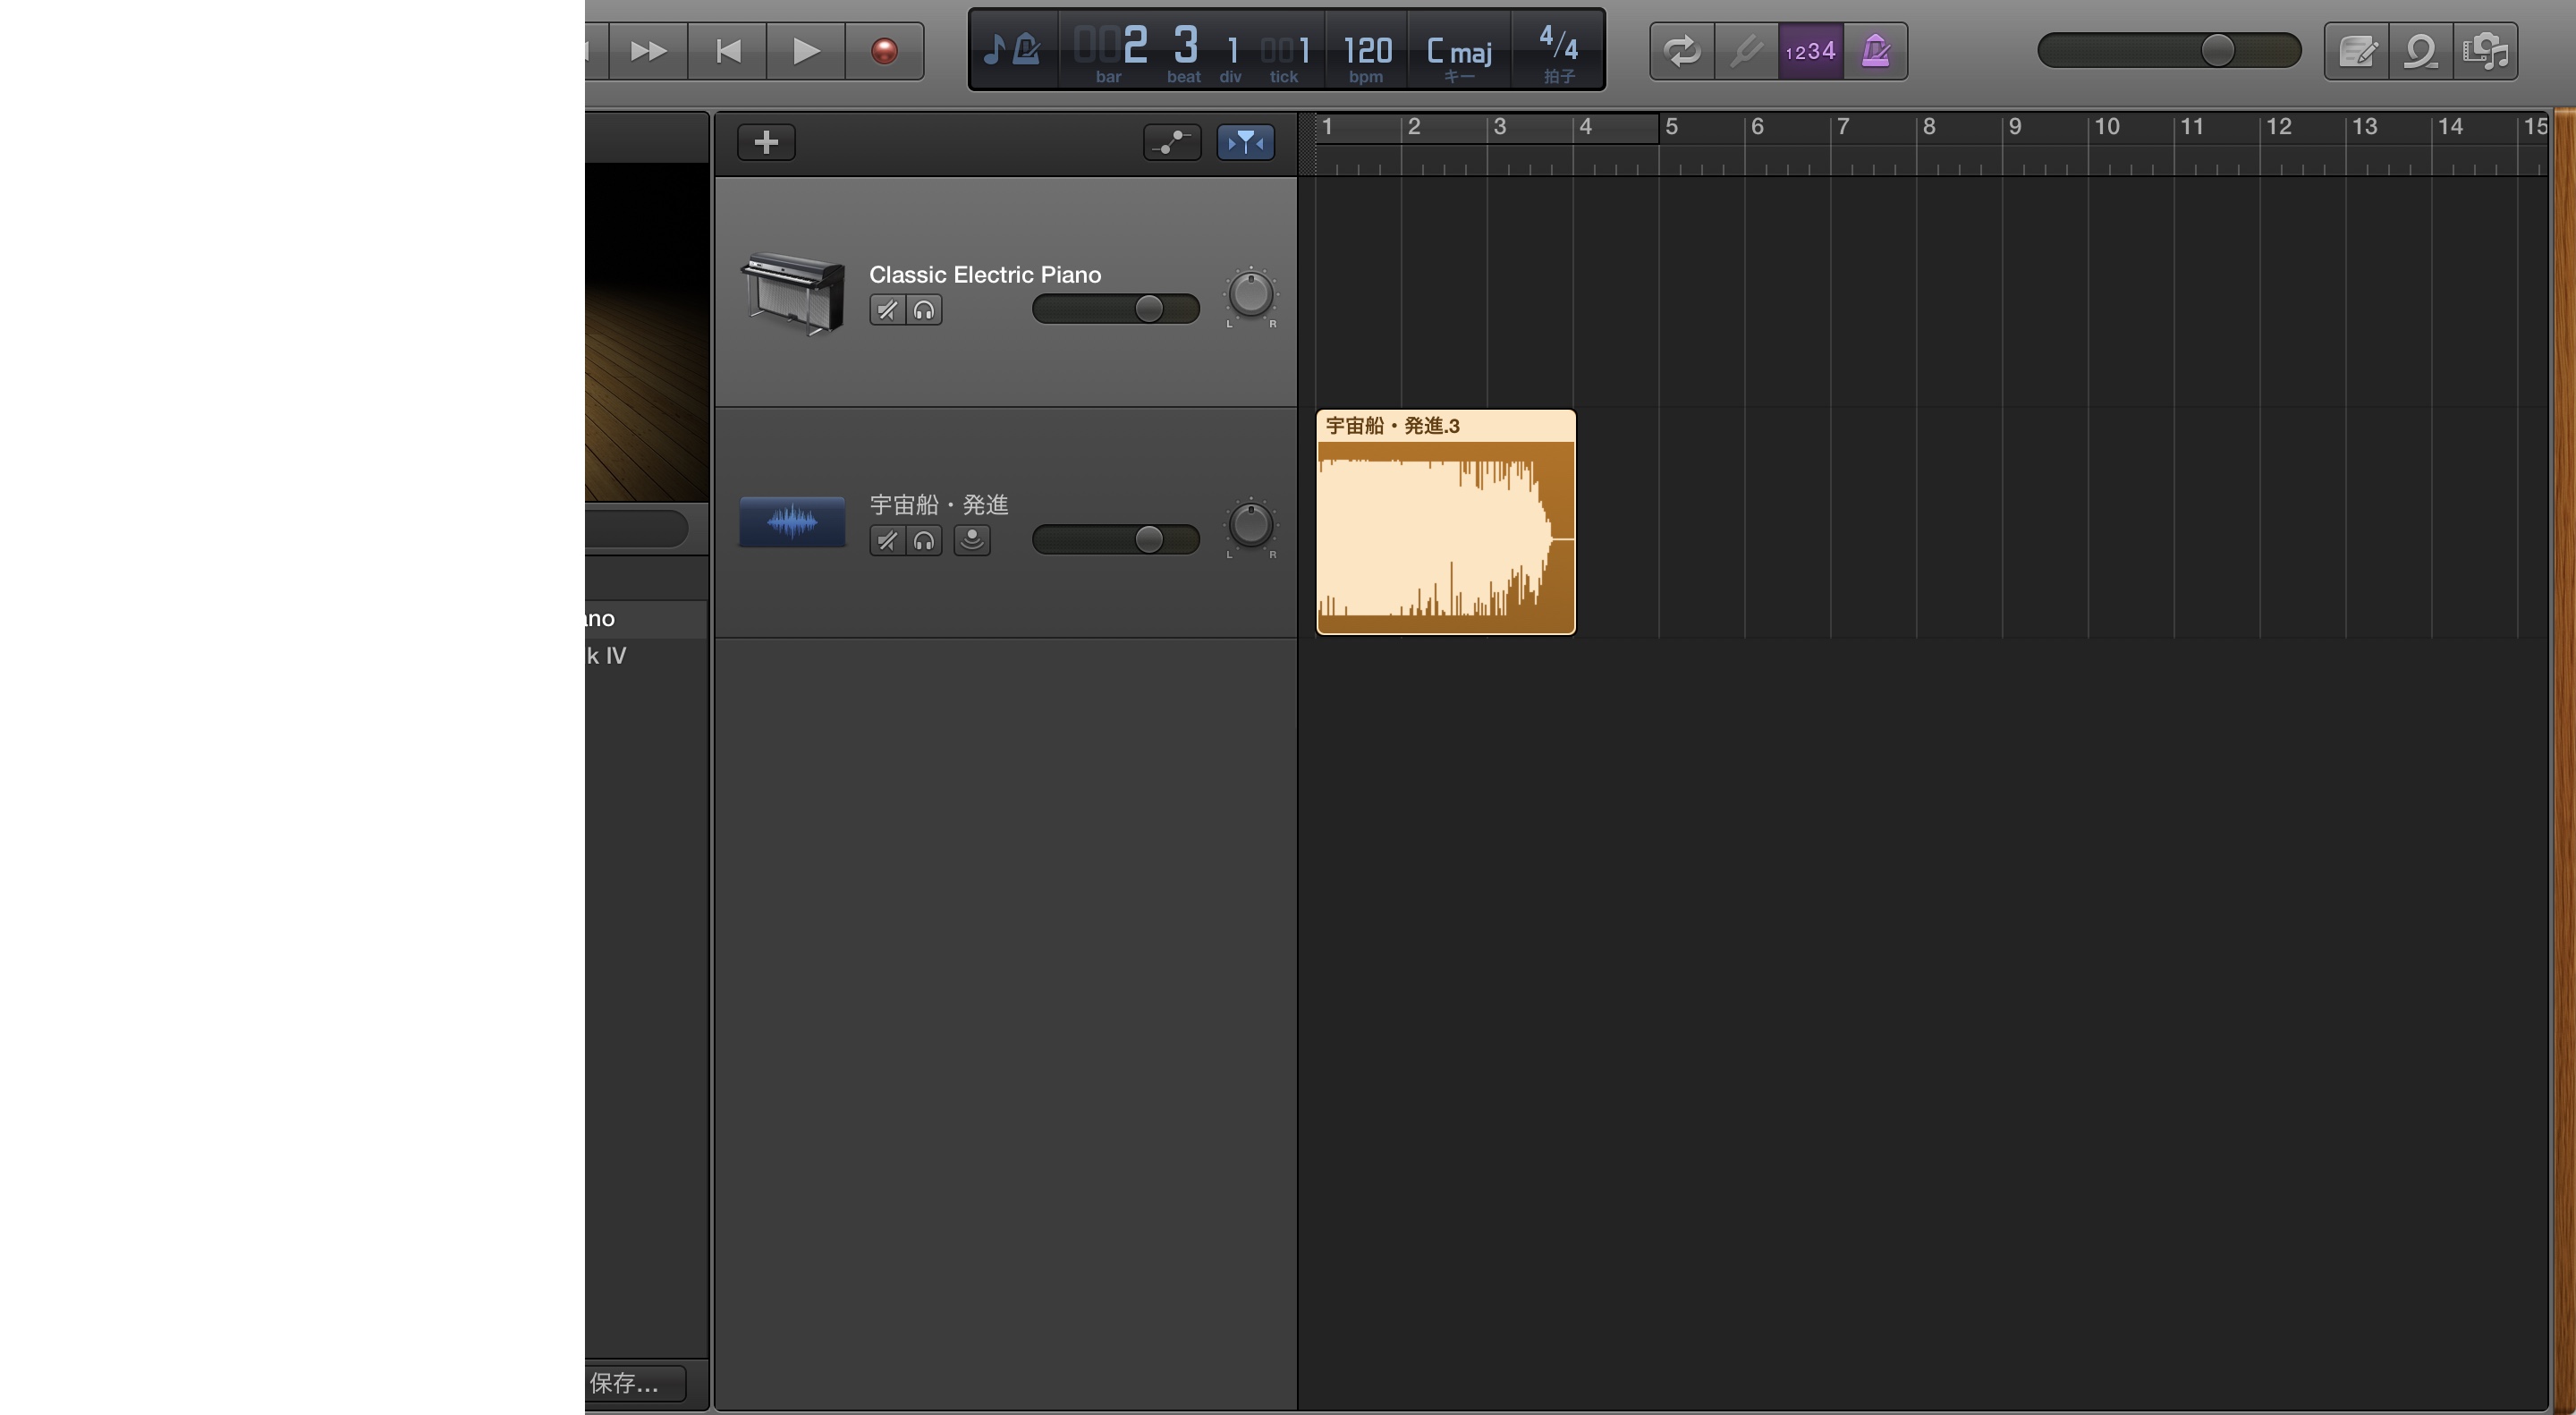 002 3 1 001 120 C maj 4/4
bar beat div tick bpm キー 拍子
1234
1 2 3 4 5 6 7 8 9 10 11 12 13 14 15
Classic Electric Piano
L R
宇宙船・発進.3
宇宙船・発進
L R
ano
k IV
保存...